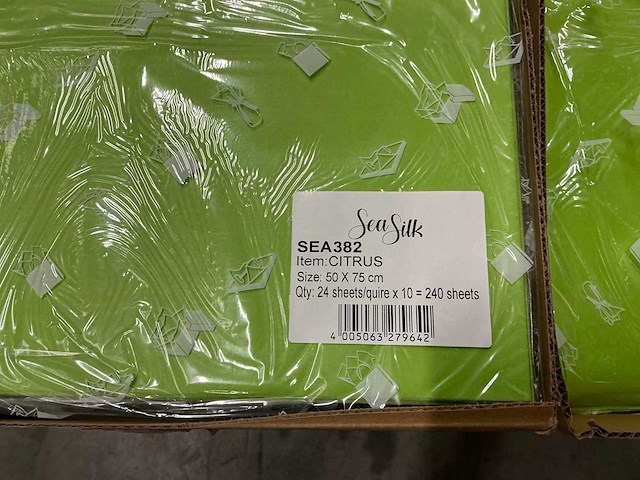 Sea Silk
SEA382
Item:CITRUS
Size: 50 X 75 cm
Qty: 24 sheets/quire x 10 = 240 sheets
4 005063 279642